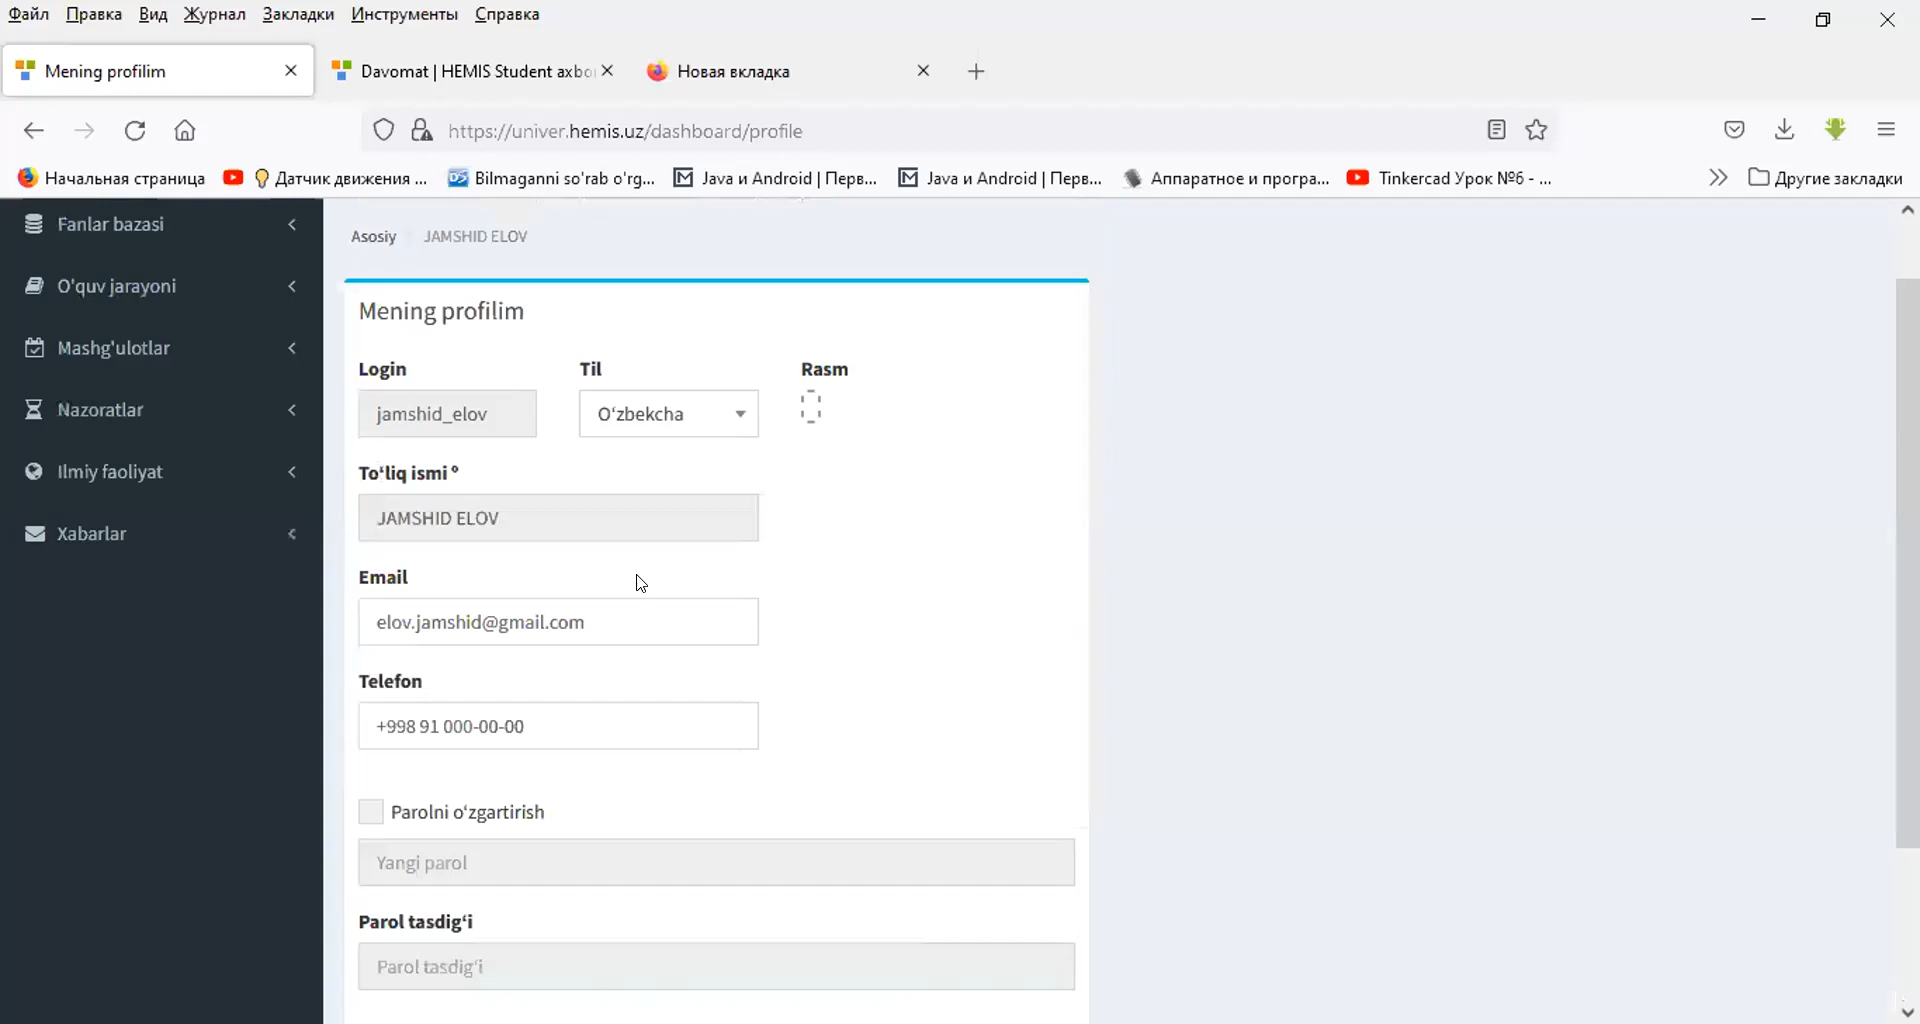 Файл Правка Вид Журнал Закладки Инструменты Справка
Mening profilim Davomat | HEMIS Student axbo Новая вкладка
https://univer.hemis.uz/dashboard/profile
Начальная страница Датчик движения ... Bilmaganni so'rab o'rg... Java и Android | Перв... Java и Android | Перв... Аппаратное и програ... Tinkercad Урок №6 - ... Другие закладки
Fanlar bazasi
O'quv jarayoni
Mashg'ulotlar
Nazoratlar
Ilmiy faoliyat
Xabarlar
Asosiy JAMSHID ELOV
Mening profilim
Login Til Rasm
jamshid_elov O‘zbekcha
To‘liq ismi
JAMSHID ELOV
Email
elov.jamshid@gmail.com
Telefon
+998 91 000-00-00
Parolni o‘zgartirish
Yangi parol
Parol tasdig‘i
Parol tasdig‘i